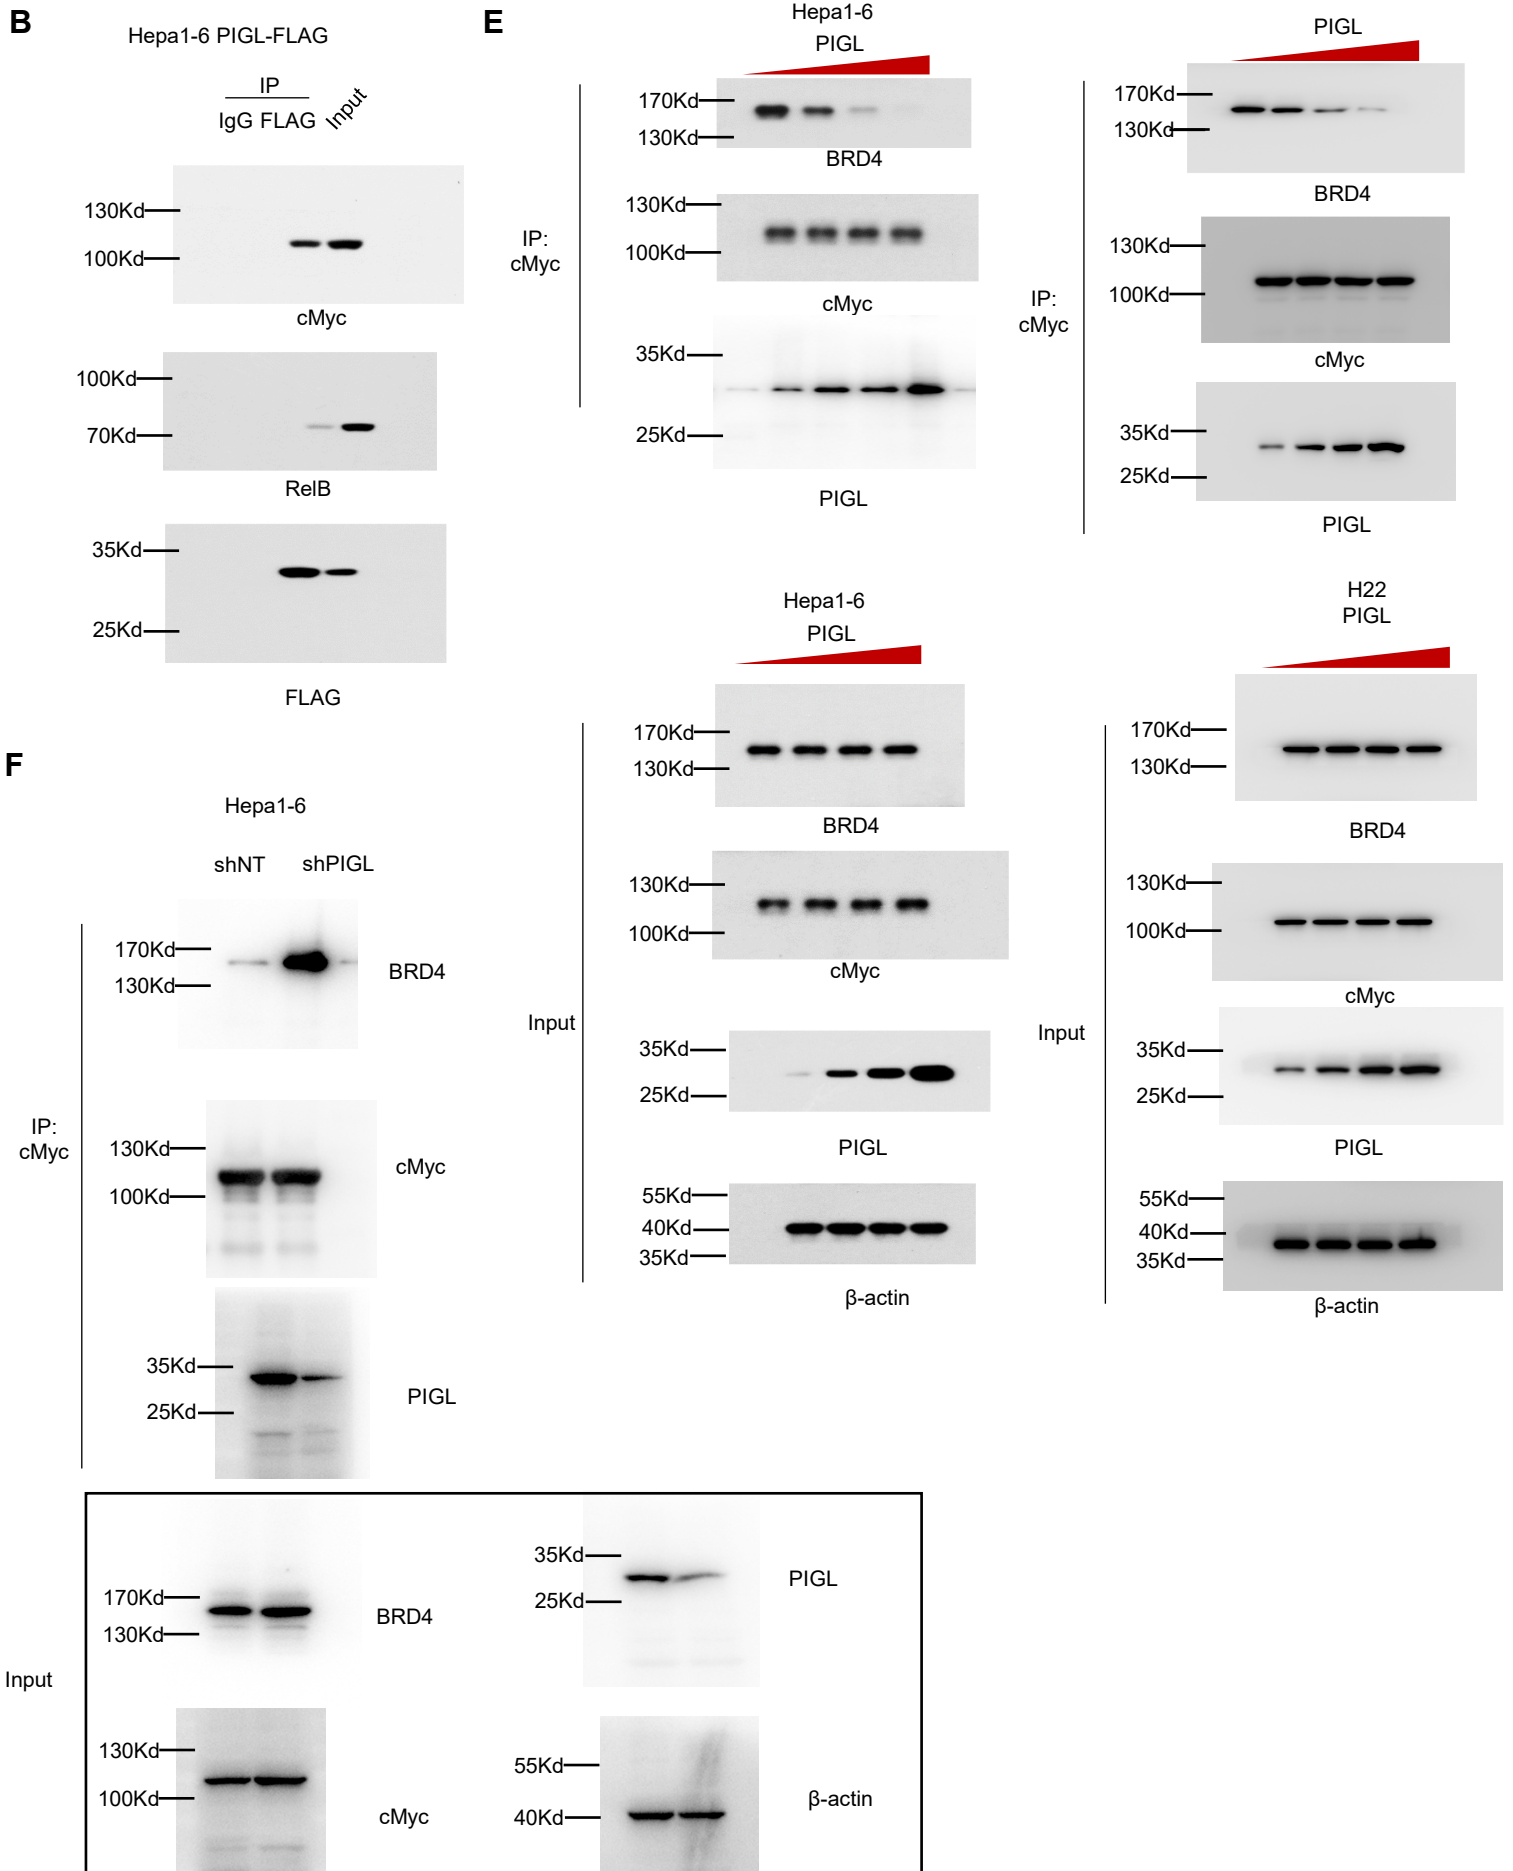 B
Hepa1-6 PIGL-FLAG
IP
IgG FLAG Input
130Kd
100Kd
cMyc
100Kd
70Kd
RelB
35Kd
25Kd
FLAG
E
Hepa1-6
PIGL
IP:
cMyc
170Kd
130Kd
BRD4
130Kd
100Kd
cMyc
35Kd
25Kd
PIGL
PIGL
IP:
cMyc
170Kd
130Kd
BRD4
130Kd
100Kd
cMyc
35Kd
25Kd
PIGL
Hepa1-6
PIGL
Input
170Kd
130Kd
BRD4
130Kd
100Kd
cMyc
35Kd
25Kd
PIGL
55Kd
40Kd
35Kd
β-actin
H22
PIGL
Input
170Kd
130Kd
BRD4
130Kd
100Kd
cMyc
35Kd
25Kd
PIGL
55Kd
40Kd
35Kd
β-actin
F
Hepa1-6
shNT shPIGL
IP:
cMyc
170Kd
130Kd
BRD4
130Kd
100Kd
cMyc
35Kd
25Kd
PIGL
Input
170Kd
130Kd
BRD4
35Kd
25Kd
PIGL
130Kd
100Kd
cMyc
55Kd
40Kd
β-actin